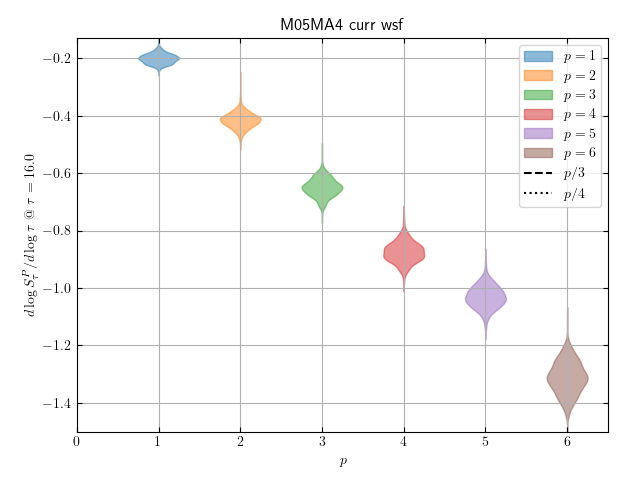 M05MA4 curr wsf
d log S_τ^P / d log τ @ τ = 16.0
−0.2
−0.4
−0.6
−0.8
−1.0
−1.2
−1.4
0 1 2 3 4 5 6
p
p = 1
p = 2
p = 3
p = 4
p = 5
p = 6
p/3
p/4